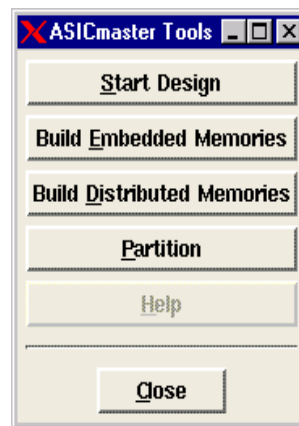 ASICmaster Tools
Start Design
Build Embedded Memories
Build Distributed Memories
Partition
Help
Close